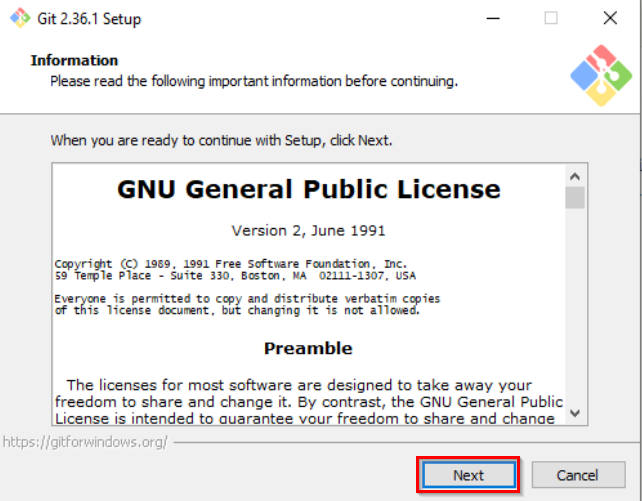 Git 2.36.1 Setup
Information
Please read the following important information before continuing.
When you are ready to continue with Setup, click Next.
GNU General Public License
Version 2, June 1991
Copyright (C) 1989, 1991 Free Software Foundation, Inc.
59 Temple Place - Suite 330, Boston, MA  02111-1307, USA
Everyone is permitted to copy and distribute verbatim copies
of this license document, but changing it is not allowed.
Preamble
The licenses for most software are designed to take away your
freedom to share and change it. By contrast, the GNU General Public
License is intended to guarantee your freedom to share and change
https://gitforwindows.org/
Next
Cancel